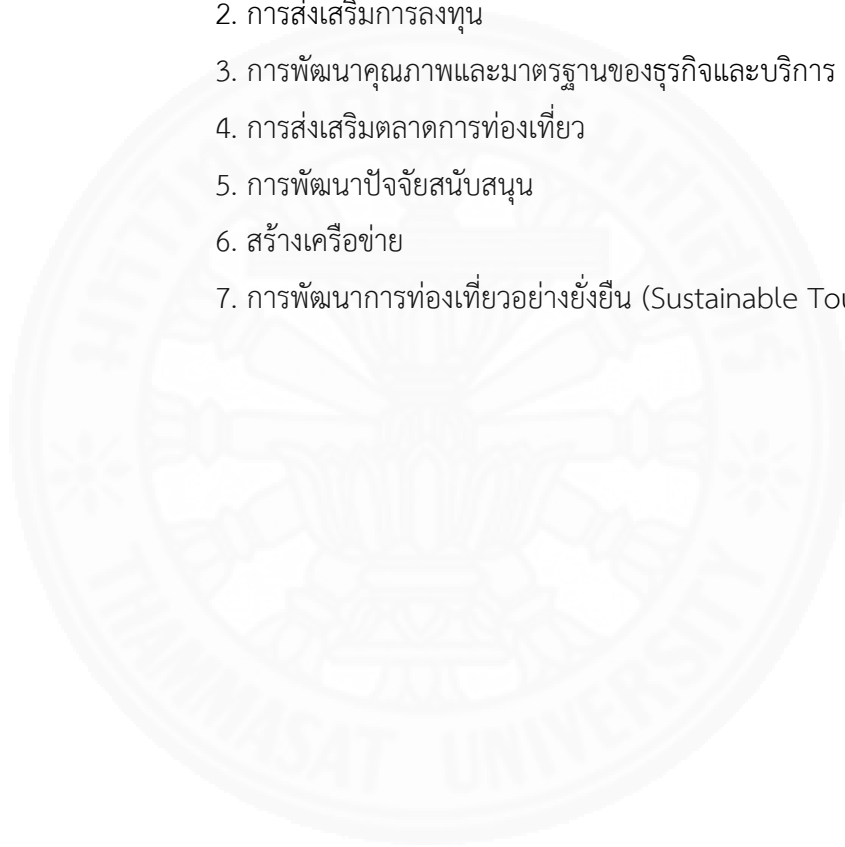 2. การส่งเสริมการลงทุน
3. การพัฒนาคุณภาพและมาตรฐานของธุรกิจและบริการ
4. การส่งเสริมตลาดการท่องเที่ยว
5. การพัฒนาปัจจัยสนับสนุน
6. สร้างเครือข่าย
7. การพัฒนาการท่องเที่ยวอย่างยั่งยืน (Sustainable
THAMMASAT UNIVERSITY